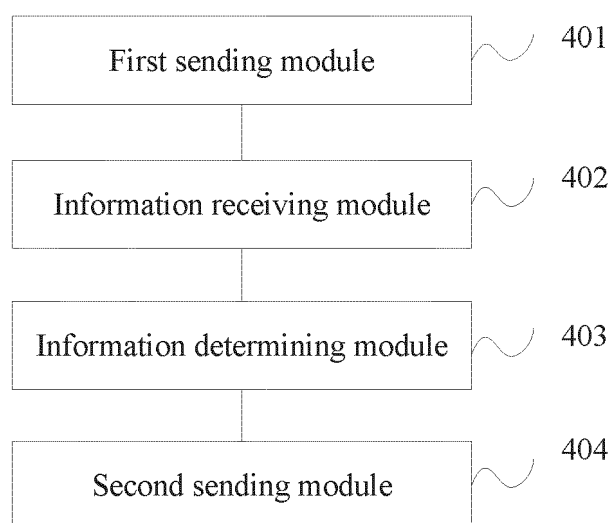 First sending module
401
Information receiving module
402
Information determining module
403
Second sending module
404